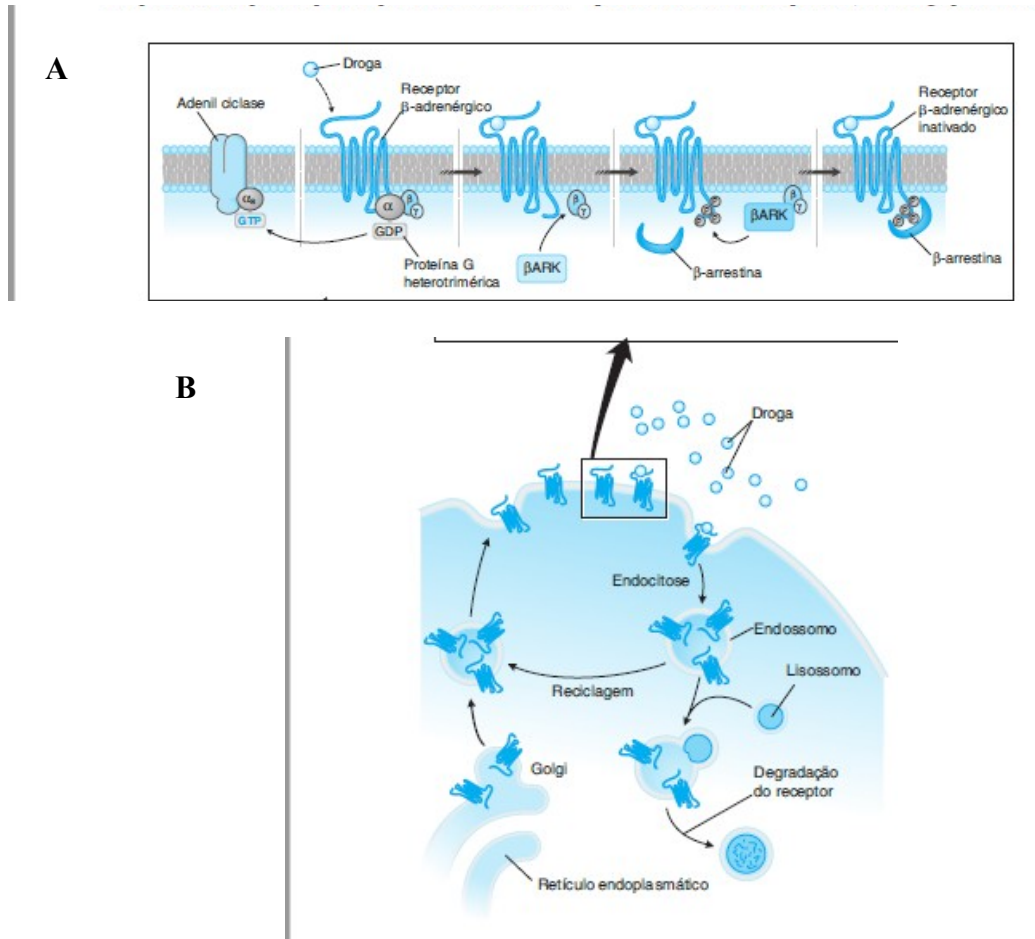 A
Droga
Adenil ciclase
Receptor
β-adrenérgico
Receptor
β-adrenérgico
inativado
αs
GTP
α
β
γ
GDP
Proteína G
heterotrimérica
β
γ
βARK
P
P
P
P
β-arrestina
βARK
β
γ
P
P
P
P
β-arrestina
B
Droga
Endocitose
Endossomo
Lisossomo
Reciclagem
Golgi
Degradação
do receptor
Retículo endoplasmático